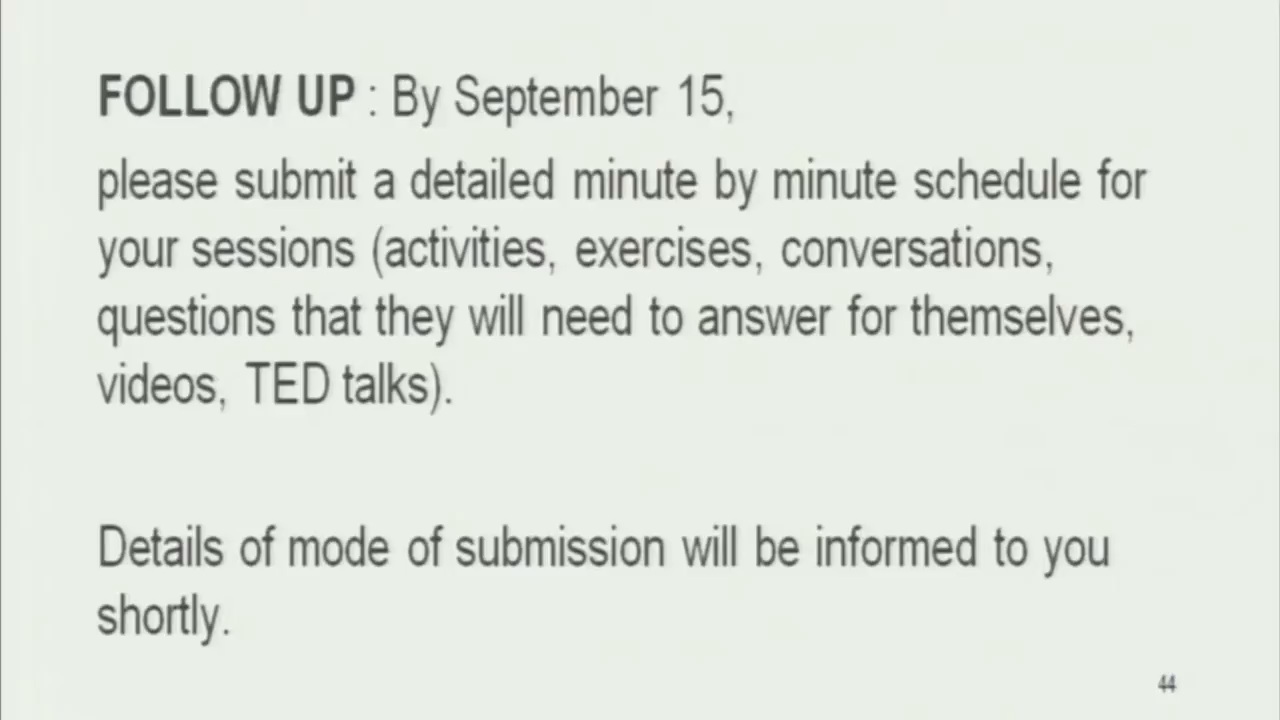 FOLLOW UP : By September 15,
please submit a detailed minute by minute schedule for
your sessions (activities, exercises, conversations,
questions that they will need to answer for themselves,
videos, TED talks).
Details of mode of submission will be informed to you
shortly.
44